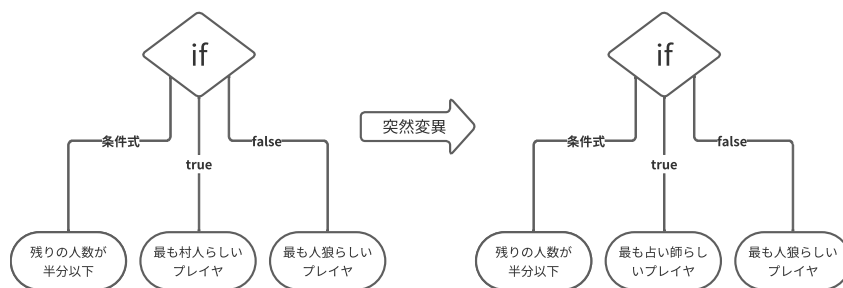 if
条件式
true
false
残りの人数が
半分以下
最も村人らしい
プレイヤ
最も人狼らしい
プレイヤ
突然変異
if
条件式
true
false
残りの人数が
半分以下
最も占い師らし
いプレイヤ
最も人狼らしい
プレイヤ